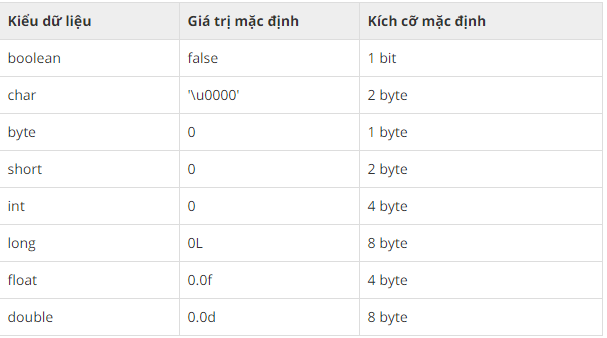 Kiểu dữ liệu Giá trị mặc định Kích cỡ mặc định
boolean false 1 bit
char '\u0000' 2 byte
byte 0 1 byte
short 0 2 byte
int 0 4 byte
long 0L 8 byte
float 0.0f 4 byte
double 0.0d 8 byte